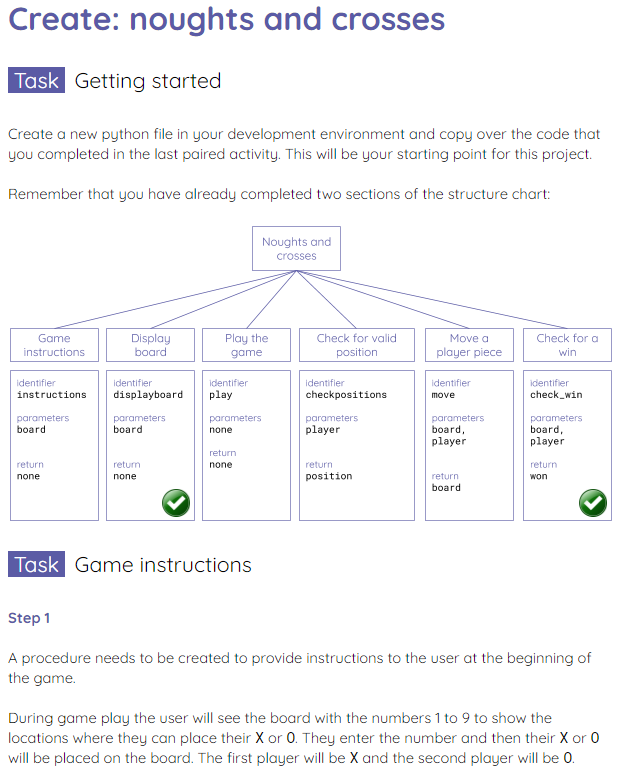 Create: noughts and crosses
Task Getting started
Create a new python file in your development environment and copy over the code that
you completed in the last paired activity. This will be your starting point for this project.
Remember that you have already completed two sections of the structure chart:
Noughts and
crosses
Game
instructions
identifier
instructions
parameters
board
return
none
Display
board
identifier
displayboard
parameters
board
return
none
Play the
game
identifier
play
parameters
none
return
none
Check for valid
position
identifier
checkpositions
parameters
player
return
position
Move a
player piece
identifier
move
parameters
board,
player
return
board
Check for a
win
identifier
check_win
parameters
board,
player
return
won
Task Game instructions
Step 1
A procedure needs to be created to provide instructions to the user at the beginning of
the game.
During game play the user will see the board with the numbers 1 to 9 to show the
locations where they can place their X or O. They enter the number and then their X or O
will be placed on the board. The first player will be X and the second player will be O.